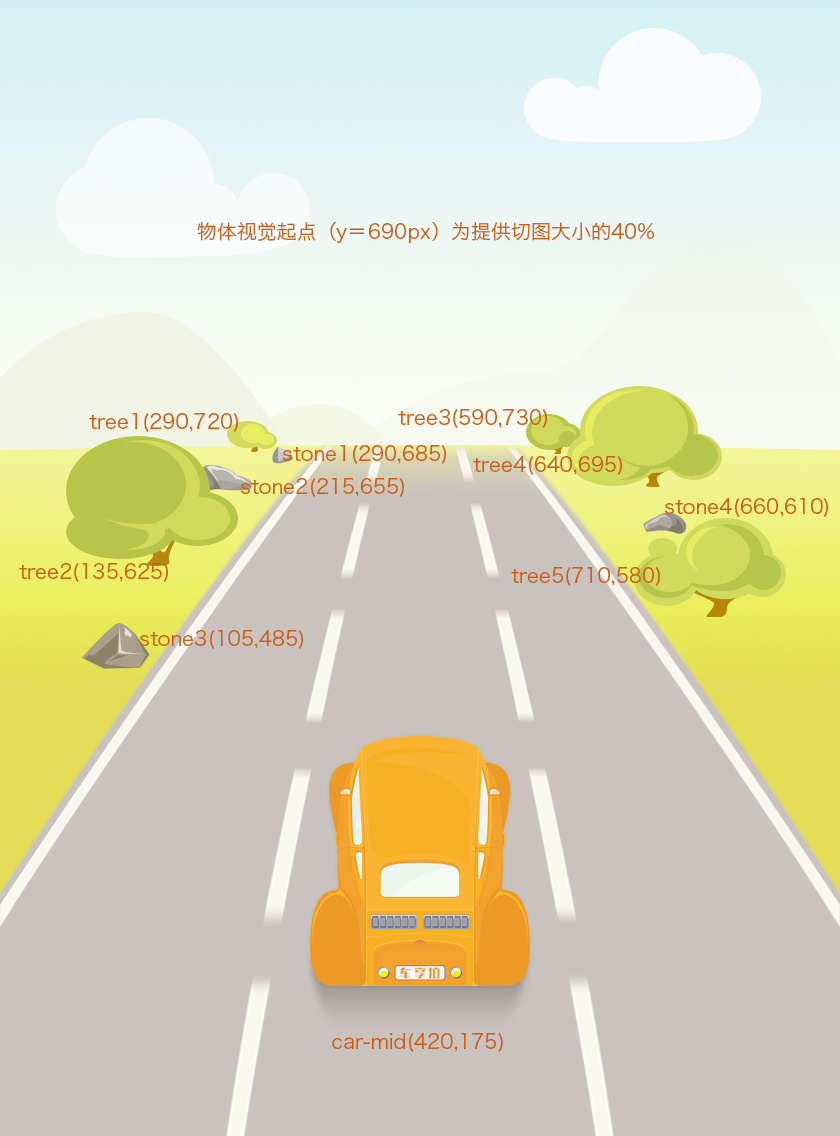 物体视觉起点（y＝690px）为提供切图大小的40%
tree1(290,720)
tree3(590,730)
stone1(290,685)
tree4(640,695)
stone2(215,655)
stone4(660,610)
tree2(135,625)
tree5(710,580)
stone3(105,485)
车享拍
car-mid(420,175)